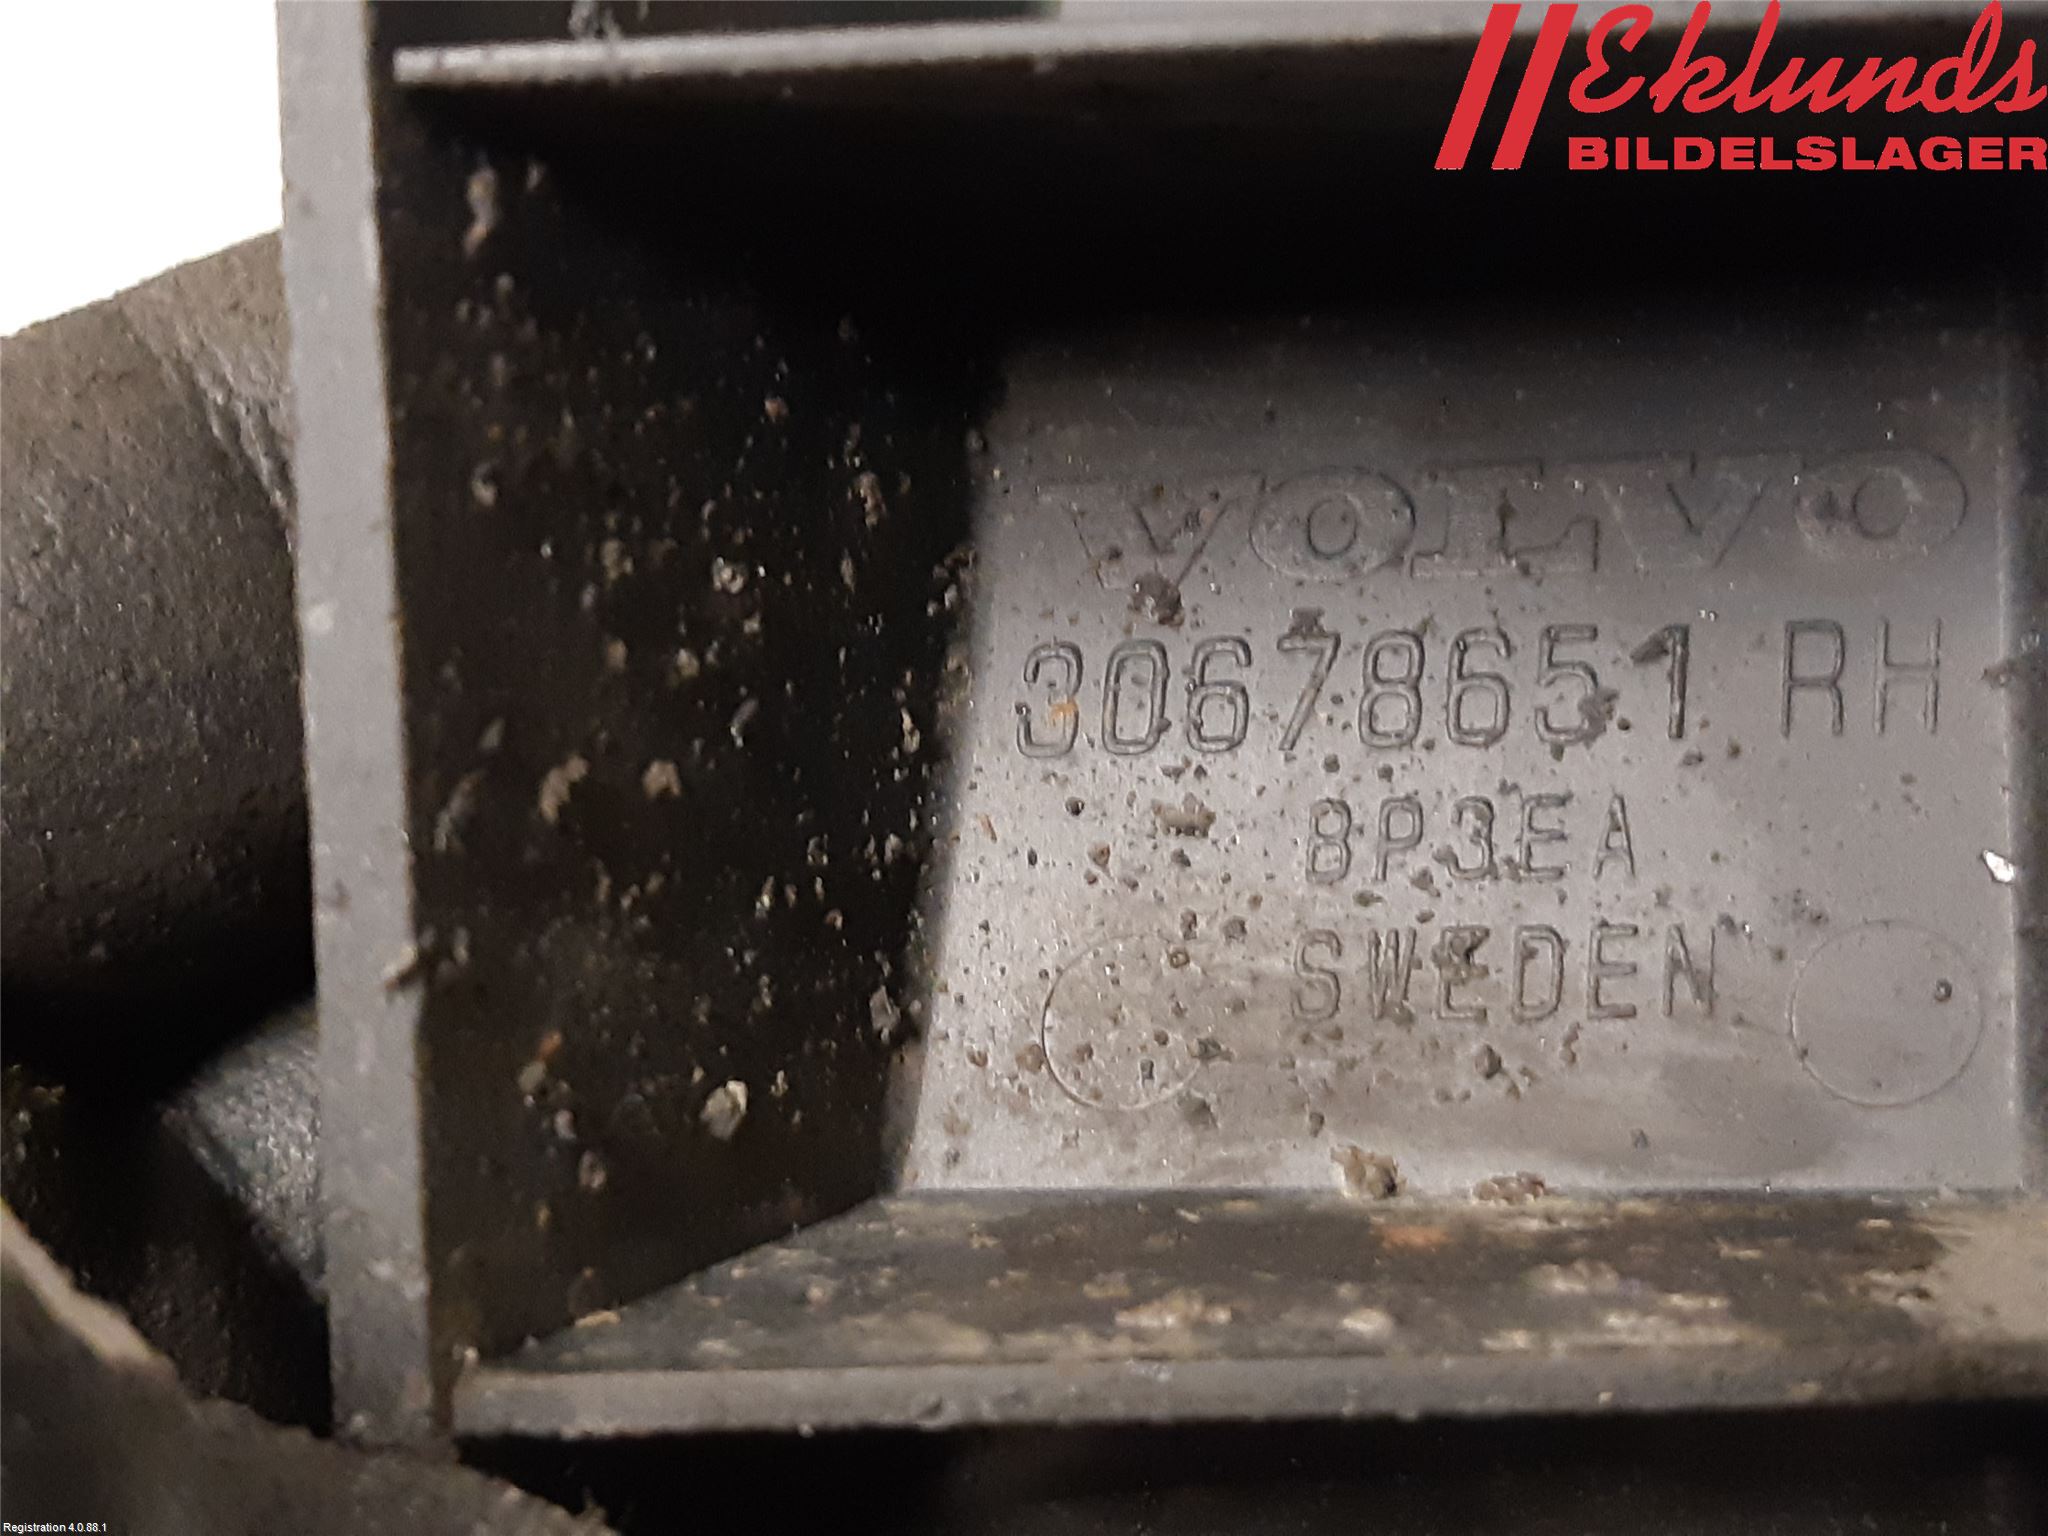 Eklunds
BILDELSLAGER
VOLVO
30678651 RH
8P3EA
SWEDEN
Registration 4.0.88.1